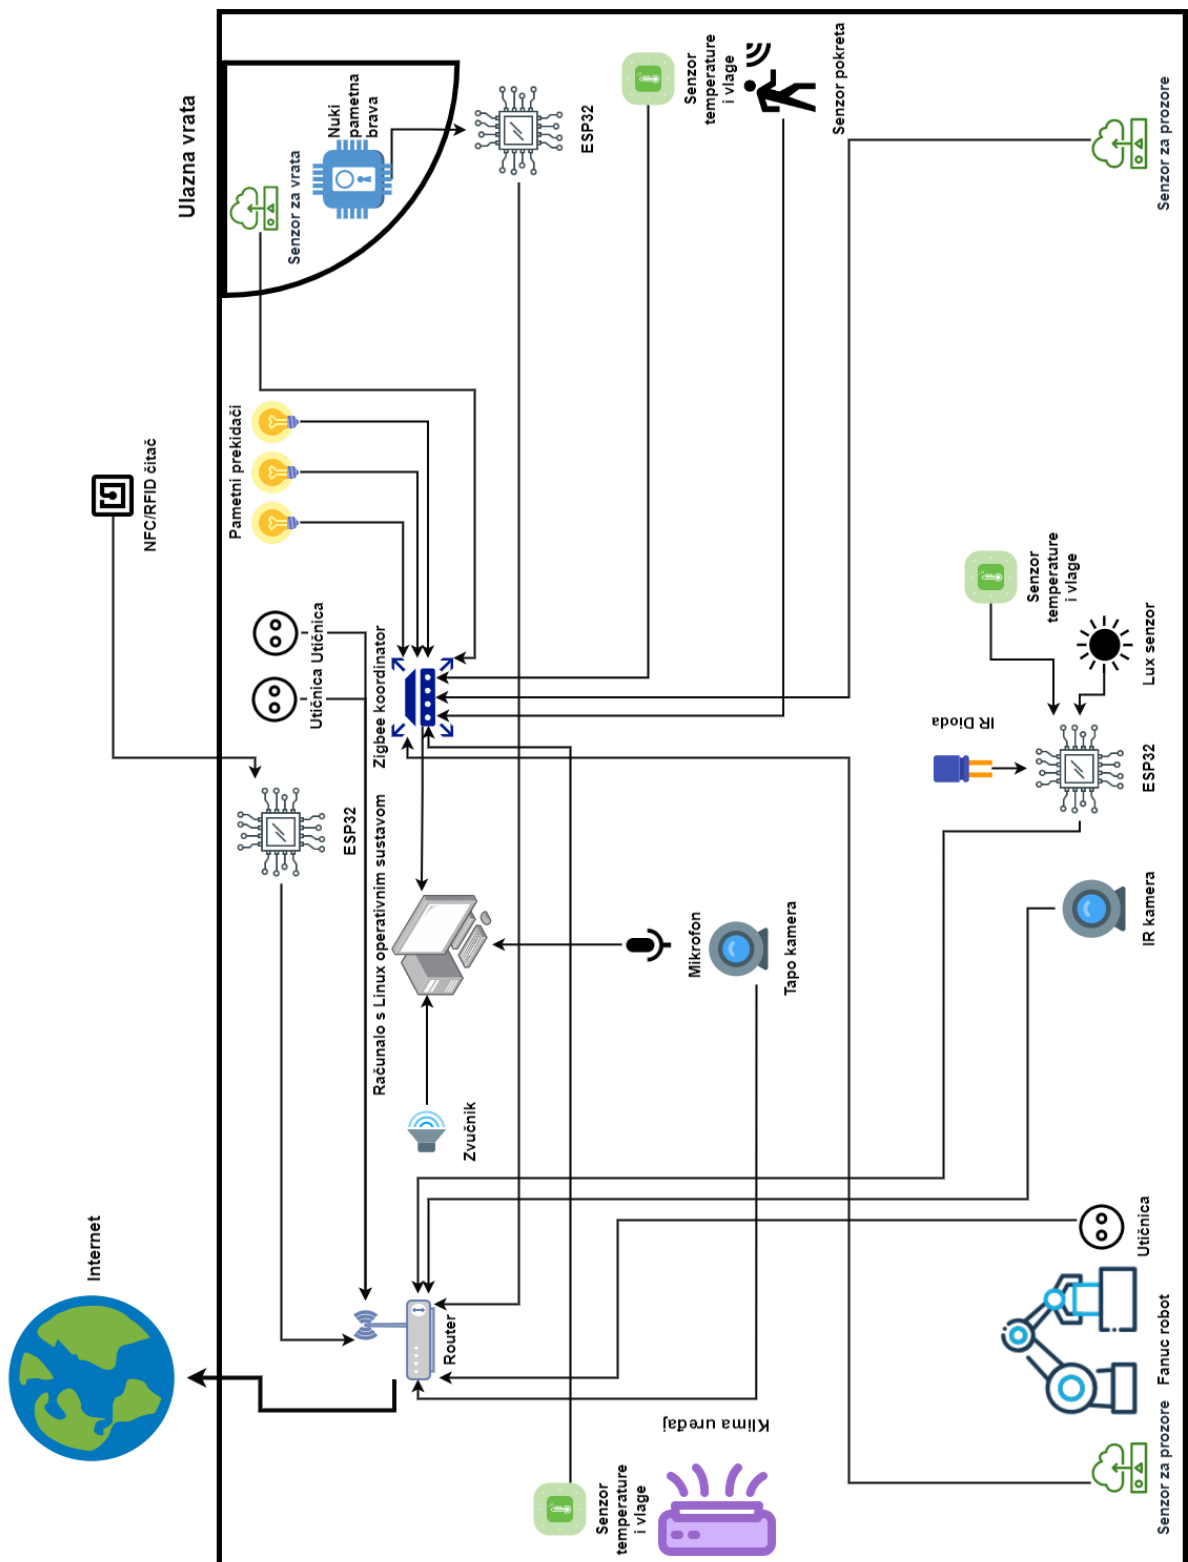 Ulazna vrata
Nuki
pametna
brava
Senzor za vrata
ESP32
Senzor
temperature
i vlage
Senzor pokreta
Senzor za prozore
NFC/RFID čitač
Pametni prekidači
Utičnica
Utičnica
Zigbee koordinator
ESP32
Računalo s Linux operativnim sustavom
Mikrofon
Tapo kamera
Zvučnik
Senzor
temperature
i vlage
Lux senzor
IR Dioda
ESP32
IR kamera
Internet
Router
Utičnica
Fanuc robot
Klima uređaj
Senzor
temperature
i vlage
Senzor za prozore